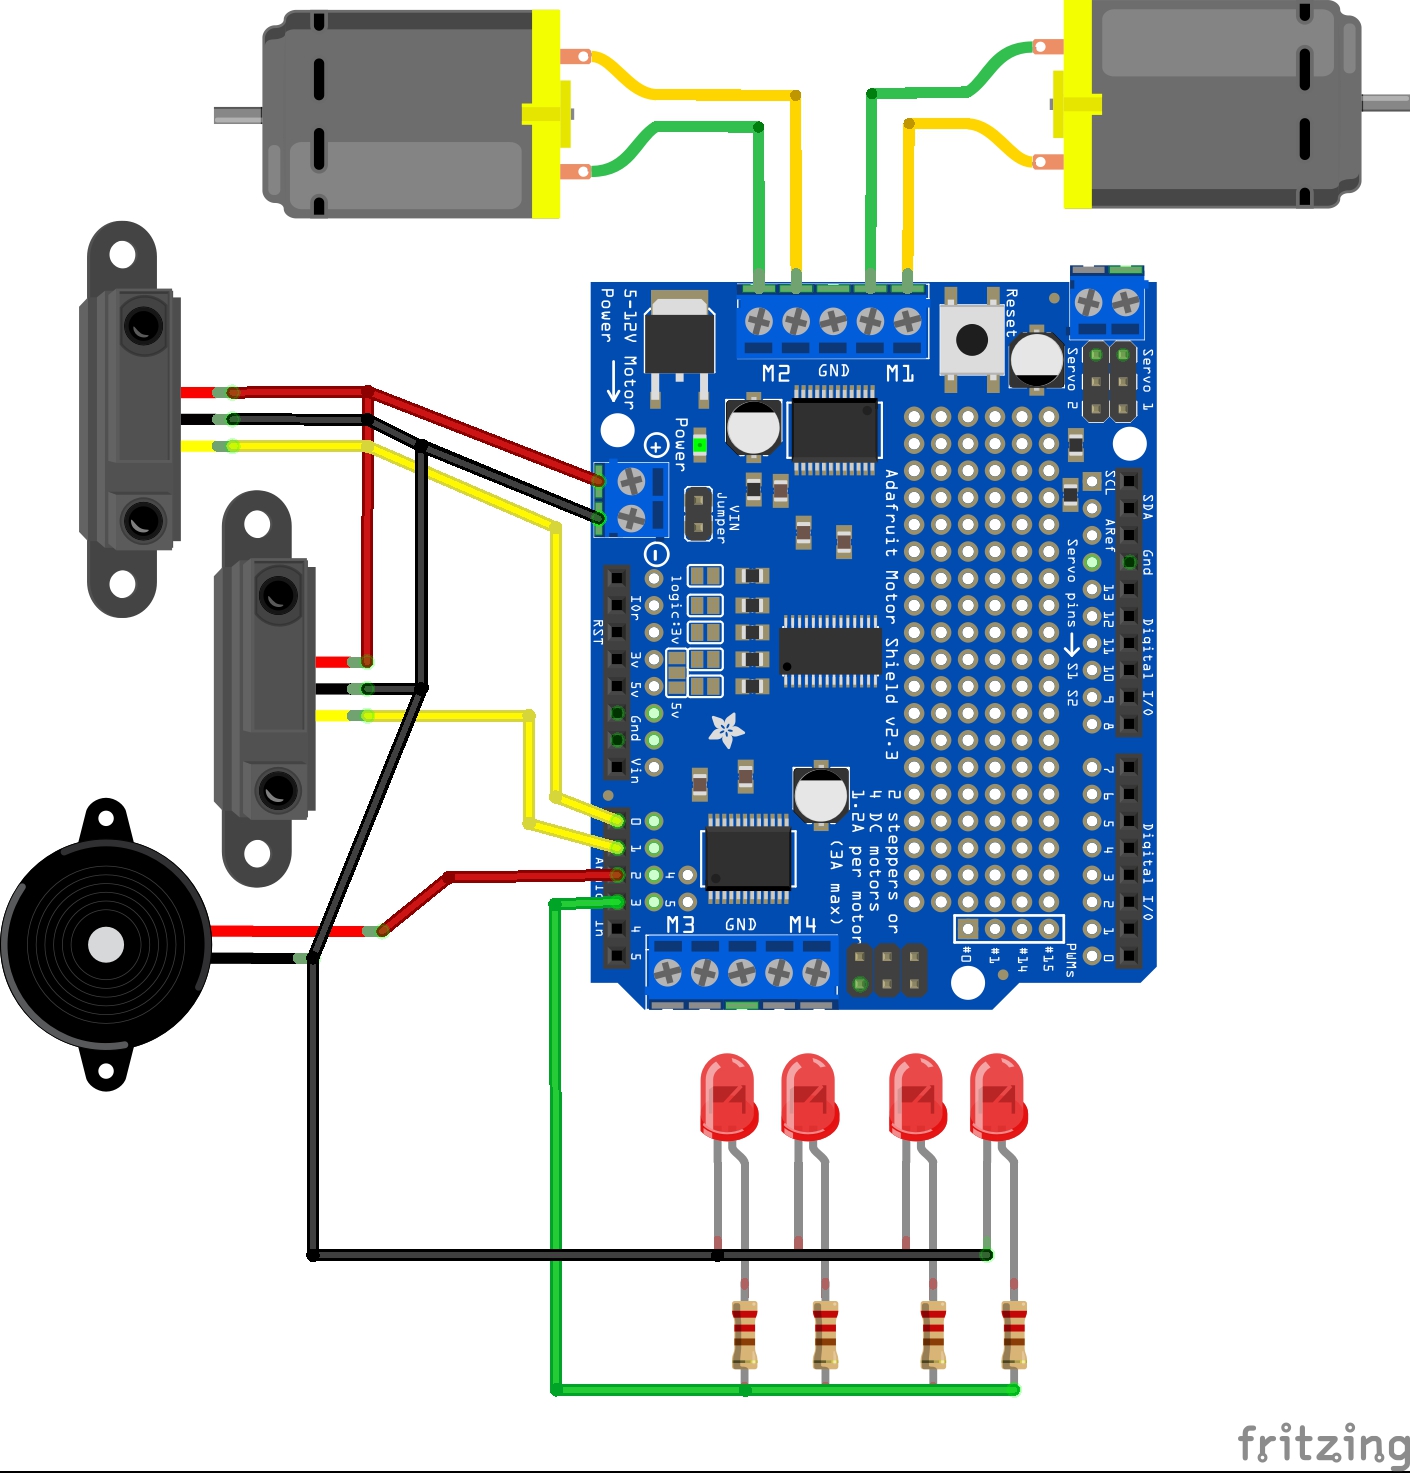 Reset
5-12V Motor
Power
M2
GND
M1
Servo 2
Servo 1
+
Power
VIN
Jumper
-
SCL
SDA
ARef
Gnd
Servo pins
S1 S2
13
12
11
10
9
8
Digital I/O
7
6
5
4
3
2
1
0
Digital I/O
Adafruit Motor Shield v2.3
logic:3v
5v
IOr
RST
3v
5v
Gnd
Vin
0
1
2
3
4
5
4
5
2 steppers or
4 DC motors
1.2A per motor
(3A max)
M3
GND
M4
#0
#1
#14
#15
PWMs
fritzing